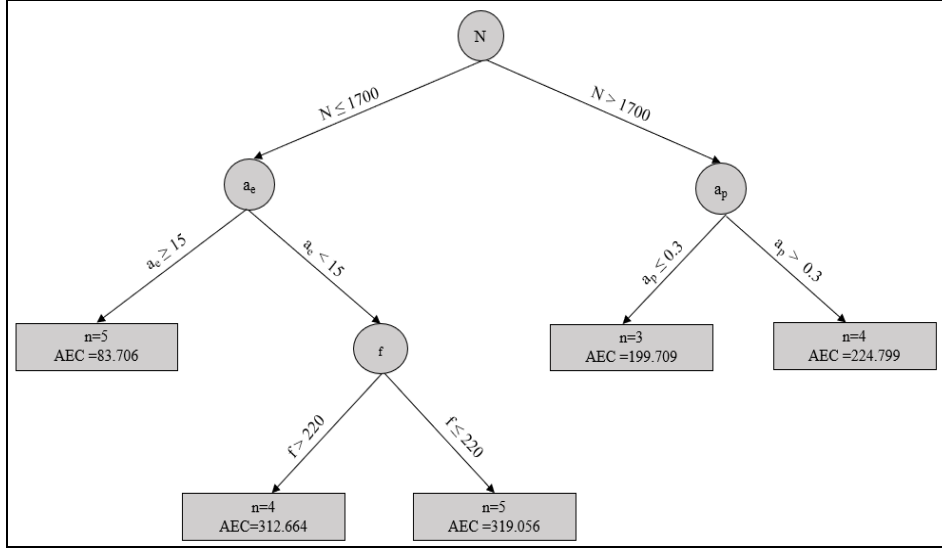 N
N ≤ 1700
N > 1700
aₑ
aₚ
aₑ ≥ 15
aₑ < 15
aₚ ≤ 0.3
aₚ > 0.3
n=5
AEC =83.706
f
n=3
AEC =199.709
n=4
AEC =224.799
f > 220
f ≤ 220
n=4
AEC=312.664
n=5
AEC =319.056